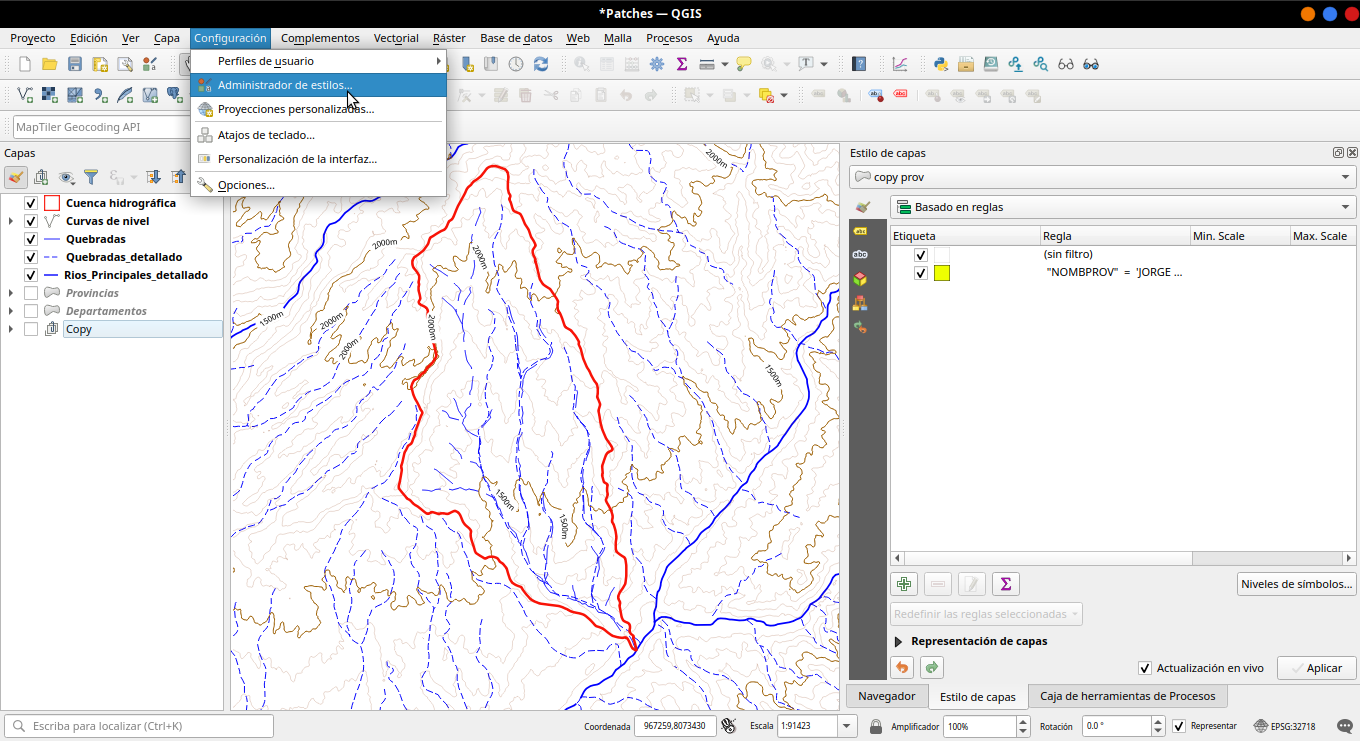 *Patches — QGIS
Proyecto Edición Ver Capa Configuración Complementos Vectorial Ráster Base de datos Web Malla Procesos Ayuda
Perfiles de usuario
Administrador de estilos...
Proyecciones personalizadas...
Atajos de teclado...
Personalización de la interfaz...
Opciones...
MapTiler Geocoding API
Capas
Cuenca hidrográfica
Curvas de nivel
Quebradas
Quebradas_detallado
Rios_Principales_detallado
Provincias
Departamentos
Copy
2000m
2000m
2000m
1500m
2000m
2000m
2000m
1500m
1500m
1500m
Estilo de capas
copy prov
Basado en reglas
Etiqueta Regla Min. Scale Max. Scale
(sin filtro)
"NOMBPROV" = 'JORGE ...
Niveles de símbolos...
Redefinir las reglas seleccionadas
Representación de capas
Actualización en vivo Aplicar
Navegador Estilo de capas Caja de herramientas de Procesos
Escriba para localizar (Ctrl+K) Coordenada 967259,8073430 Escala 1:91423 Amplificador 100% Rotación 0.0 ° Representar EPSG:32718